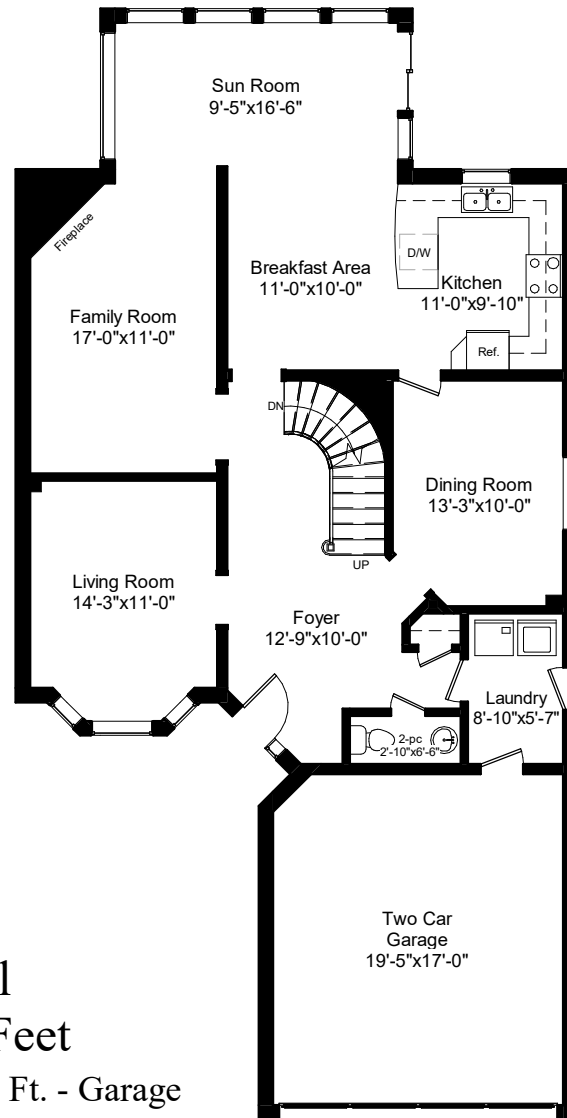 Sun Room
9'-5"x16'-6"
Fireplace
D/W
Breakfast Area
11'-0"x10'-0"
Kitchen
11'-0"x9'-10"
Family Room
17'-0"x11'-0"
Ref.
DN
Dining Room
13'-3"x10'-0"
UP
Living Room
14'-3"x11'-0"
Foyer
12'-9"x10'-0"
Laundry
8'-10"x5'-7"
2-pc
2'-10"x6'-6"
Two Car
Garage
19'-5"x17'-0"
Feet
Ft. - Garage